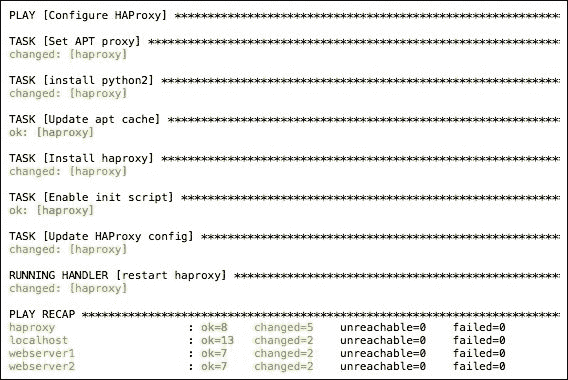 PLAY [Configure HAProxy] ******************************************************
TASK [Set APT proxy] **********************************************************
changed: [haproxy]
TASK [install python2] ********************************************************
changed: [haproxy]
TASK [Update apt cache] *******************************************************
ok: [haproxy]
TASK [Install haproxy] ********************************************************
changed: [haproxy]
TASK [Enable init script] *****************************************************
ok: [haproxy]
TASK [Update HAProxy config] **************************************************
changed: [haproxy]
RUNNING HANDLER [restart haproxy] *********************************************
changed: [haproxy]
PLAY RECAP ********************************************************************
haproxy : ok=8 changed=5 unreachable=0 failed=0
localhost : ok=13 changed=2 unreachable=0 failed=0
webserver1 : ok=7 changed=2 unreachable=0 failed=0
webserver2 : ok=7 changed=2 unreachable=0 failed=0